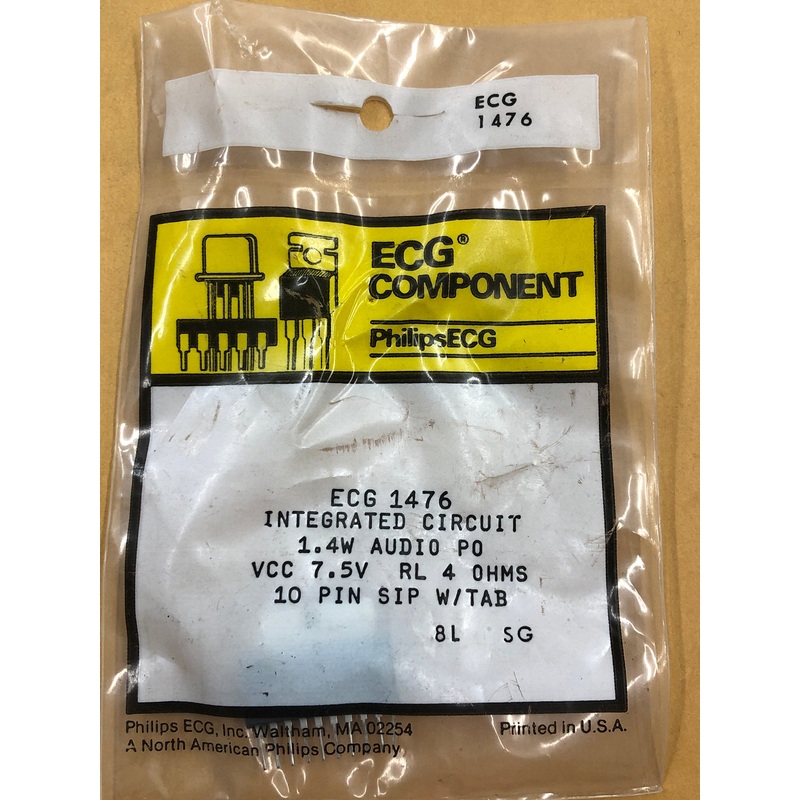 ECG
1476
ECG®
COMPONENT
PhilipsECG
ECG 1476
INTEGRATED CIRCUIT
1.4W AUDIO PO
VCC 7.5V RL 4 OHMS
10 PIN SIP W/TAB
8L SG
Philips ECG, Inc. Waltham, MA 02254
A North American Philips Company
Printed in U.S.A.